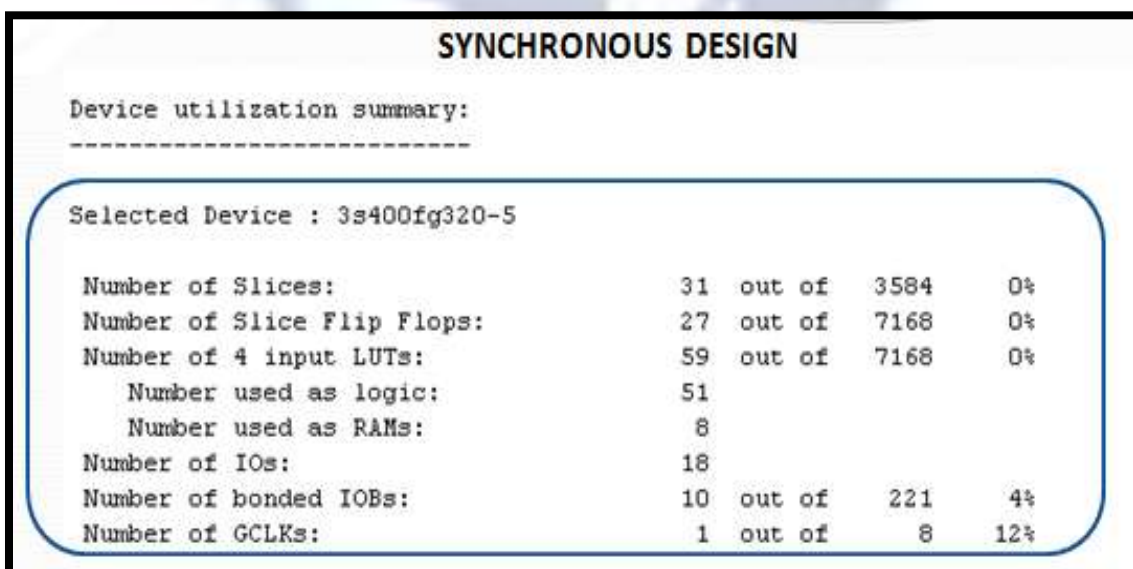 SYNCHRONOUS DESIGN
Device utilization summary:
---------------------------
Selected Device : 3s400fg320-5
Number of Slices: 31 out of 3584 0%
Number of Slice Flip Flops: 27 out of 7168 0%
Number of 4 input LUTs: 59 out of 7168 0%
Number used as logic: 51
Number used as RAMs: 8
Number of IOs: 18
Number of bonded IOBs: 10 out of 221 4%
Number of GCLKs: 1 out of 8 12%